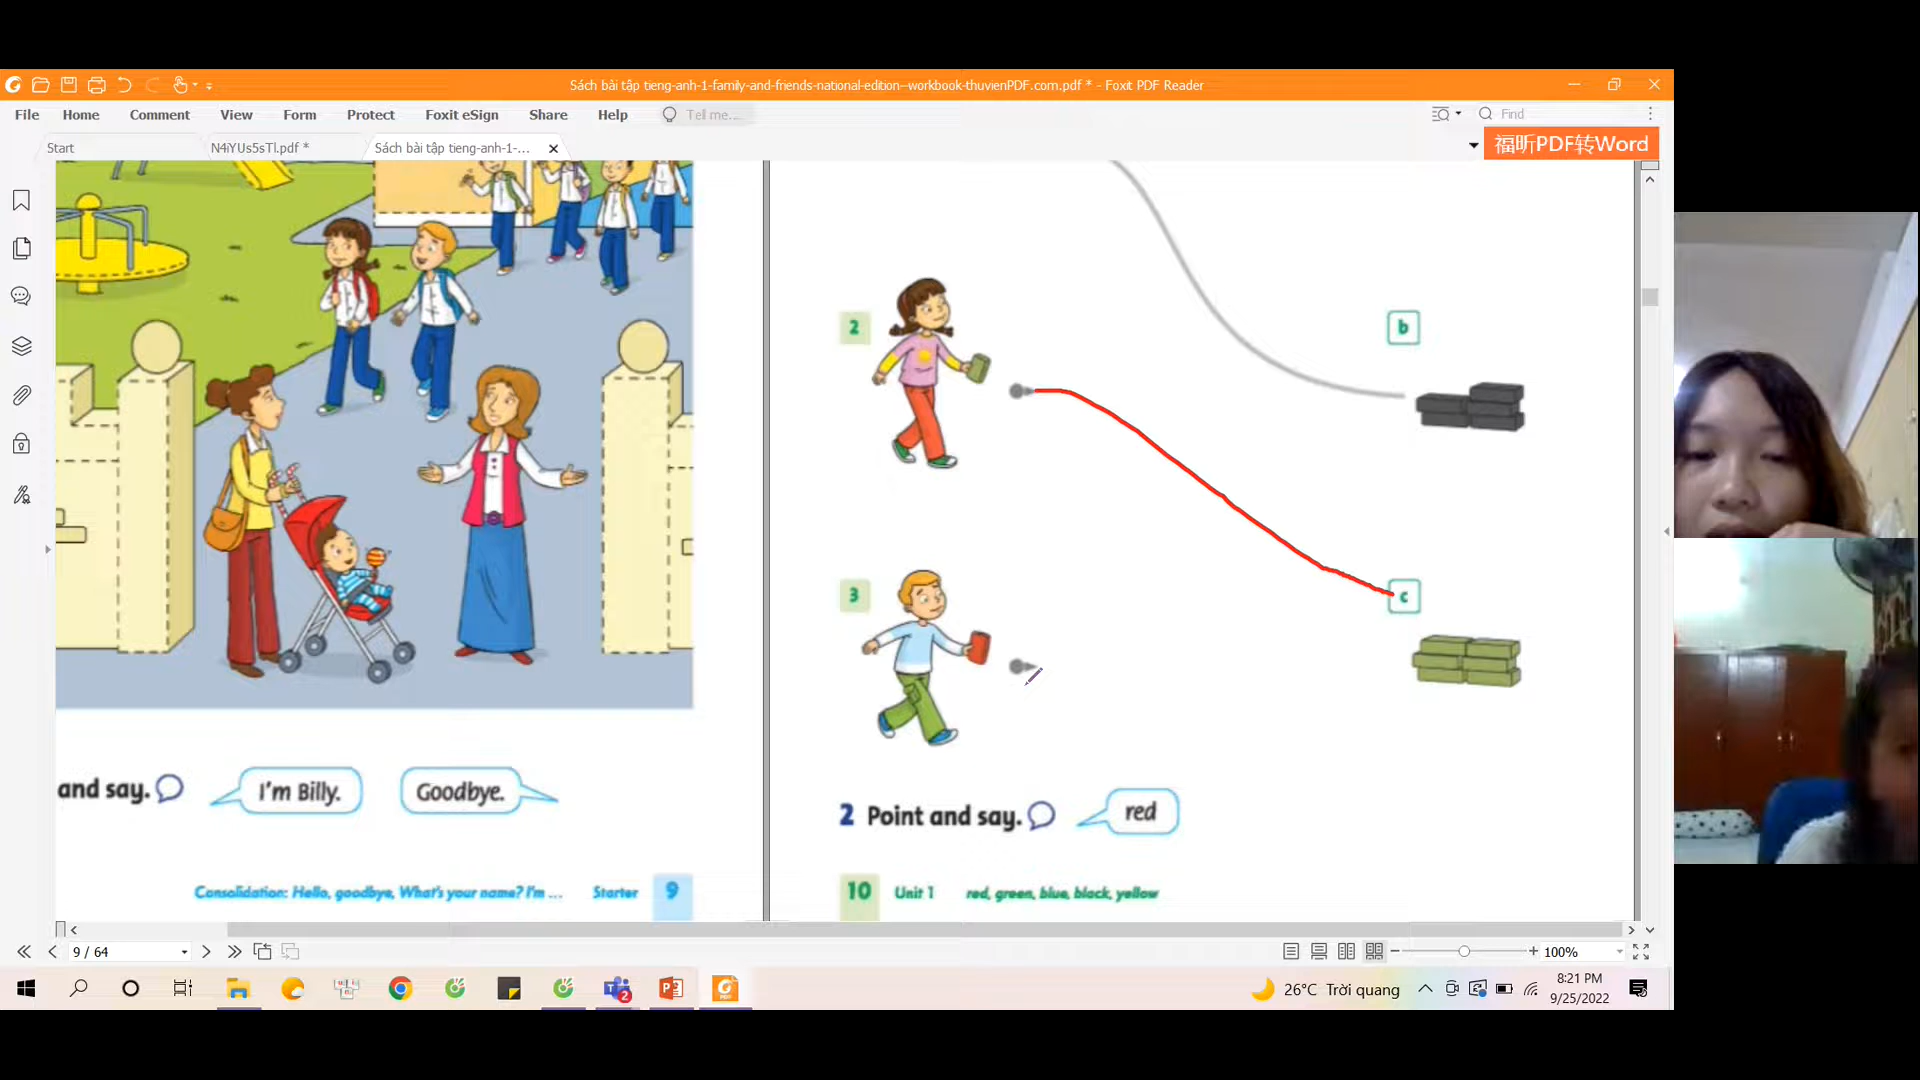 Sách bài tập tieng-anh-1-family-and-friends-national-edition--workbook-thuvienPDF.com.pdf * - Foxit PDF Reader
File Home Comment View Form Protect Foxit eSign Share Help Tell me... Find
Start N4iYUs5sTl.pdf * Sách bài tập tieng-anh-1-... 福昕PDF转Word
2 b
3 c
and say. I'm Billy. Goodbye.
2 Point and say. red
Consolidation: Hello, goodbye, What's your name? I'm ... Starter 9
10 Unit 1 red, green, blue, black, yellow
9 / 64 100%
26°C Trời quang 8:21 PM
9/25/2022
2